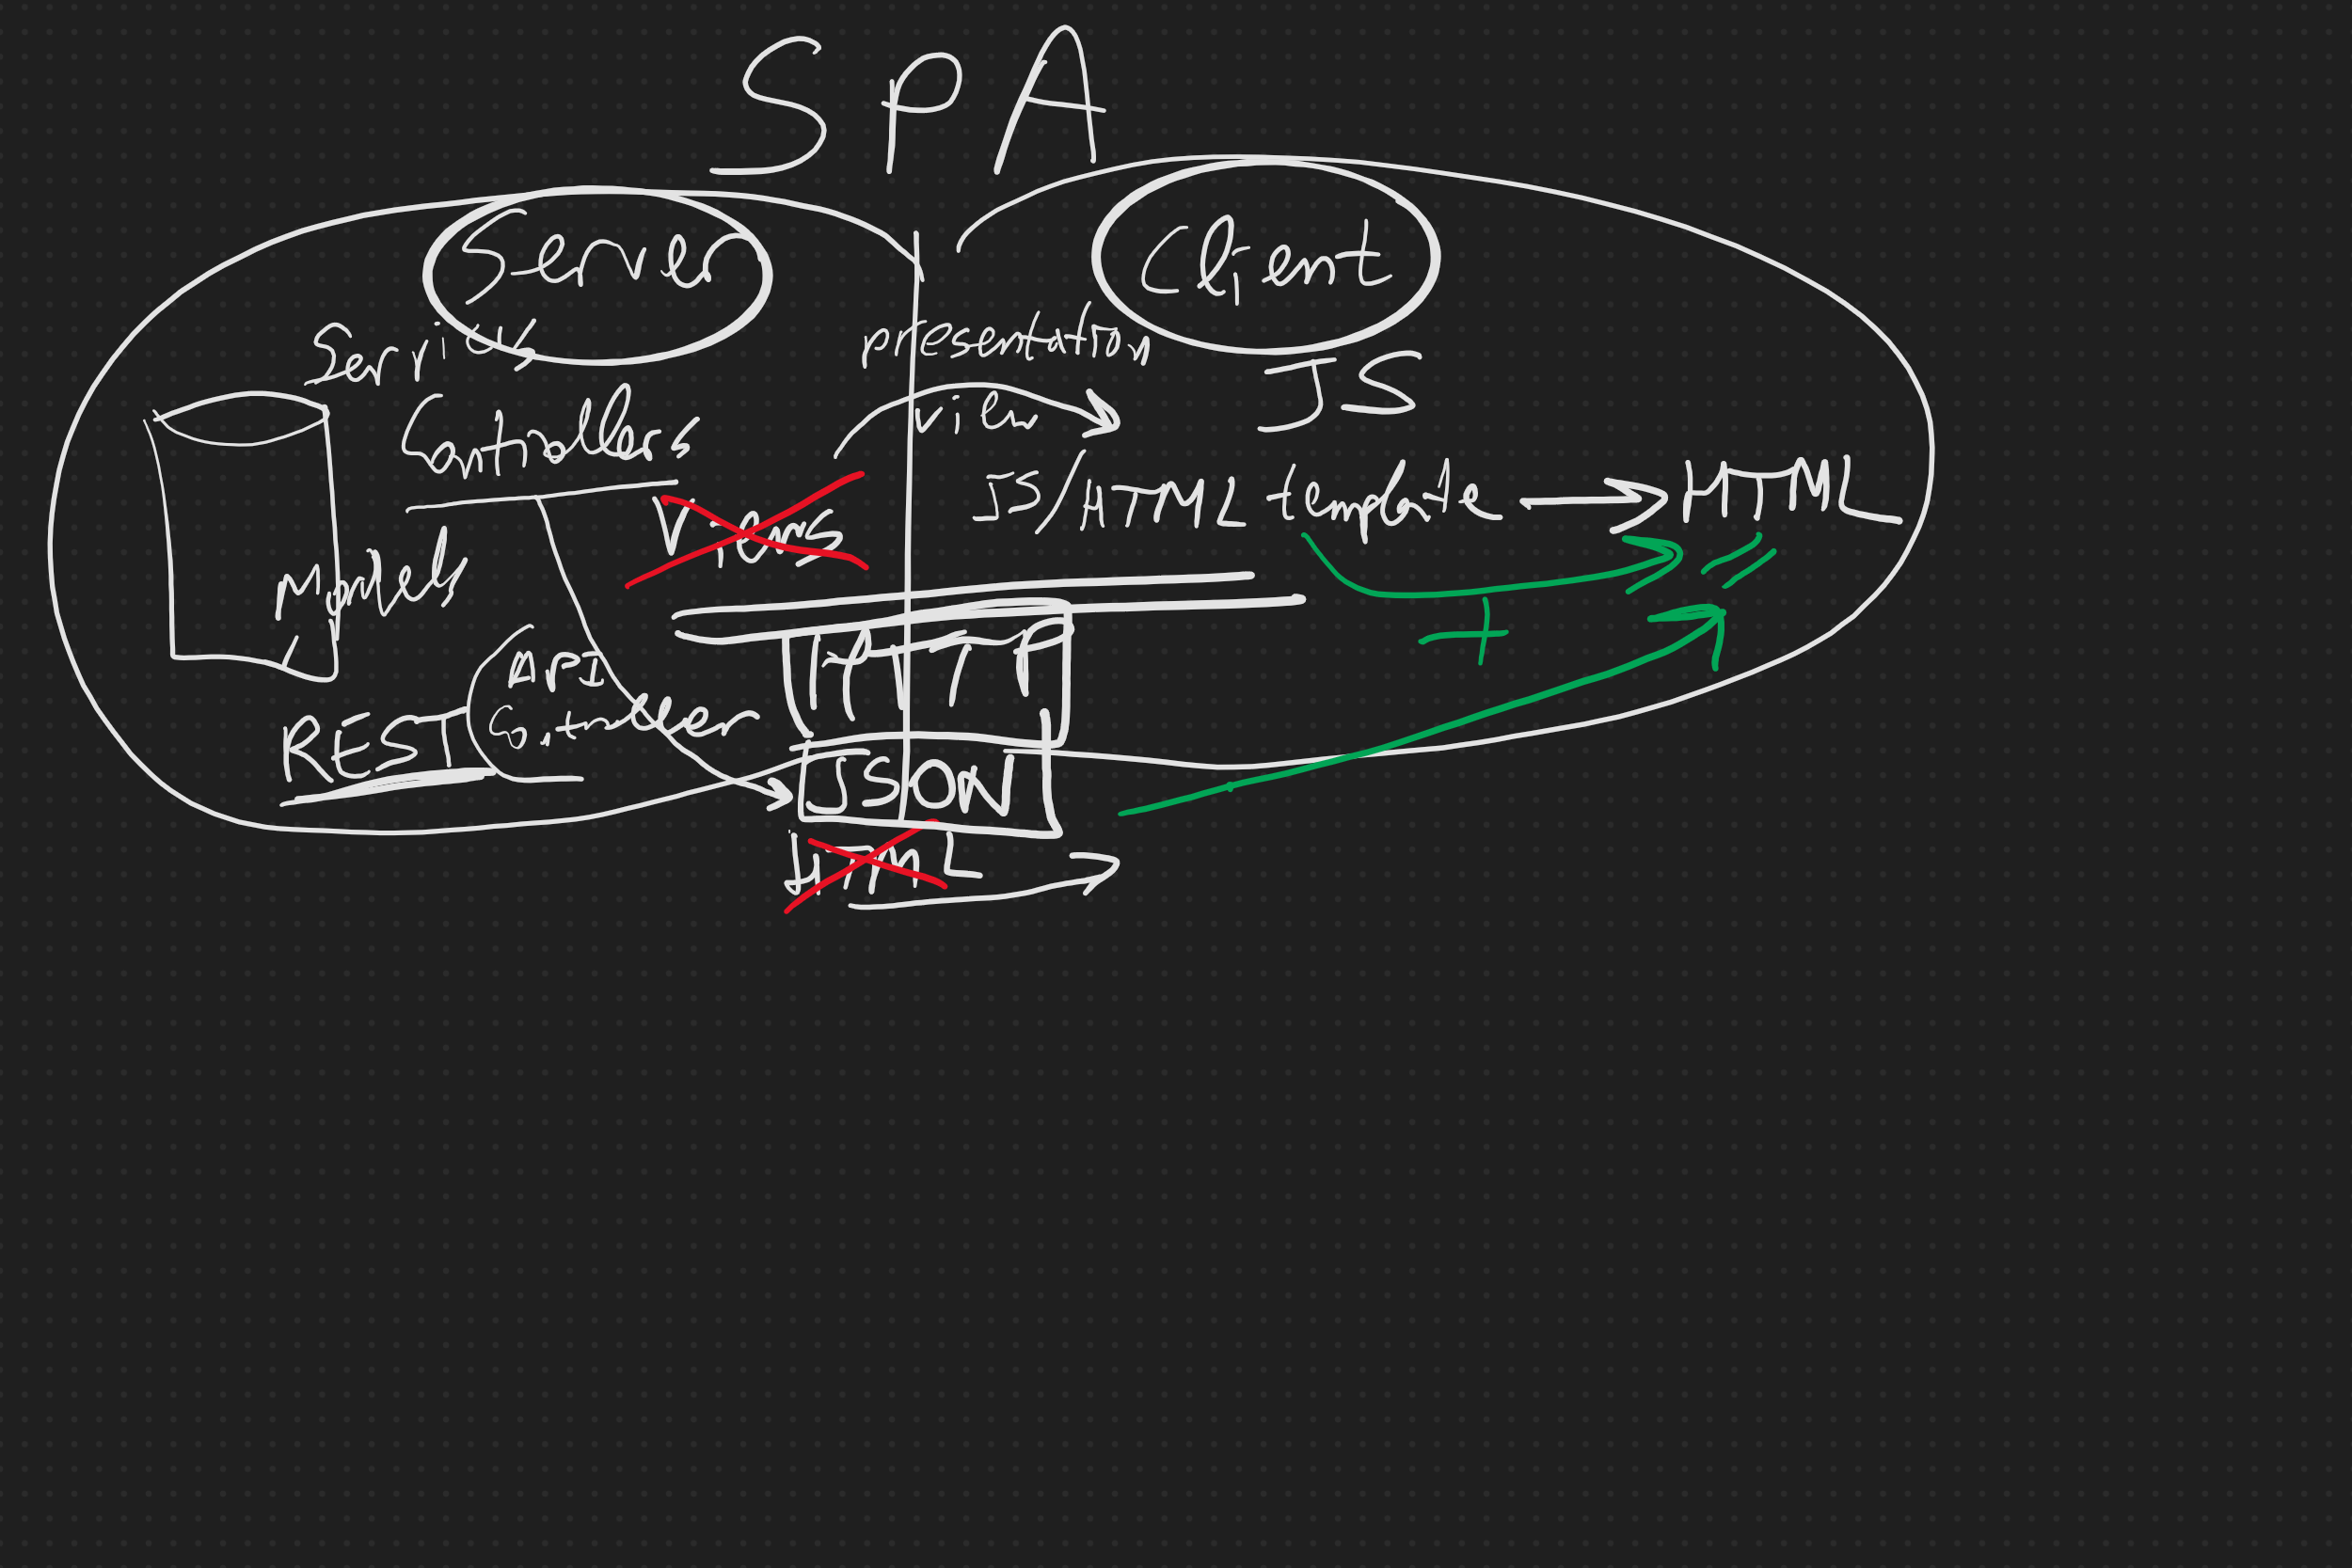 SPA
Server
Client
Services
presentation
Controllers
view
JS
Views
JS/HTML template → HTML
Models
+
HTTP
API
REST
Controller
JSON
HTML